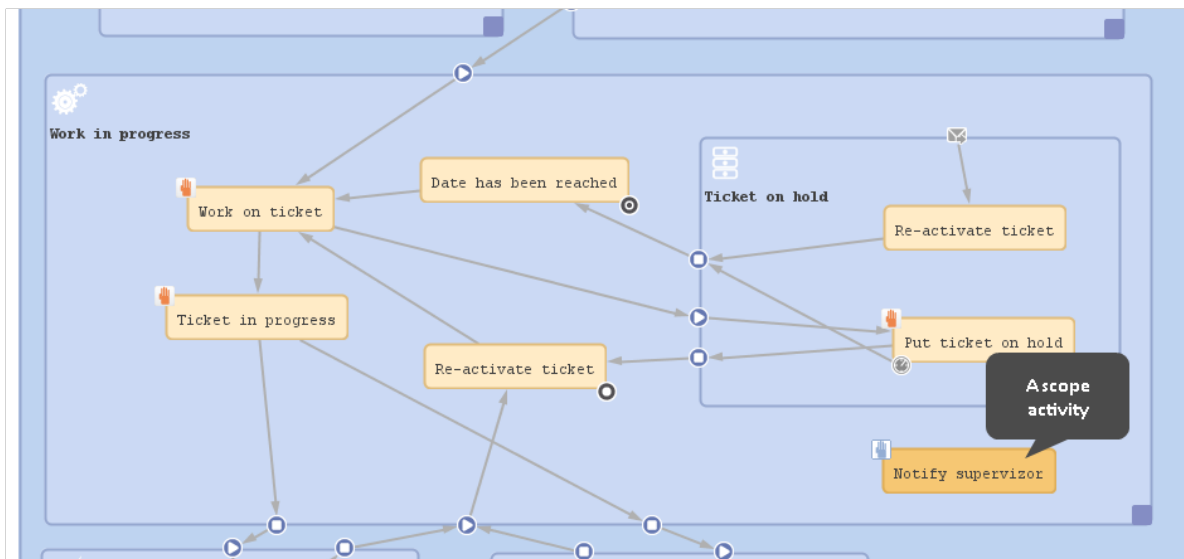 Work in progress
Date has been reached
Ticket on hold
Work on ticket
Re-activate ticket
Ticket in progress
Put ticket on hold
Re-activate ticket
A scope
activity
Notify supervizor